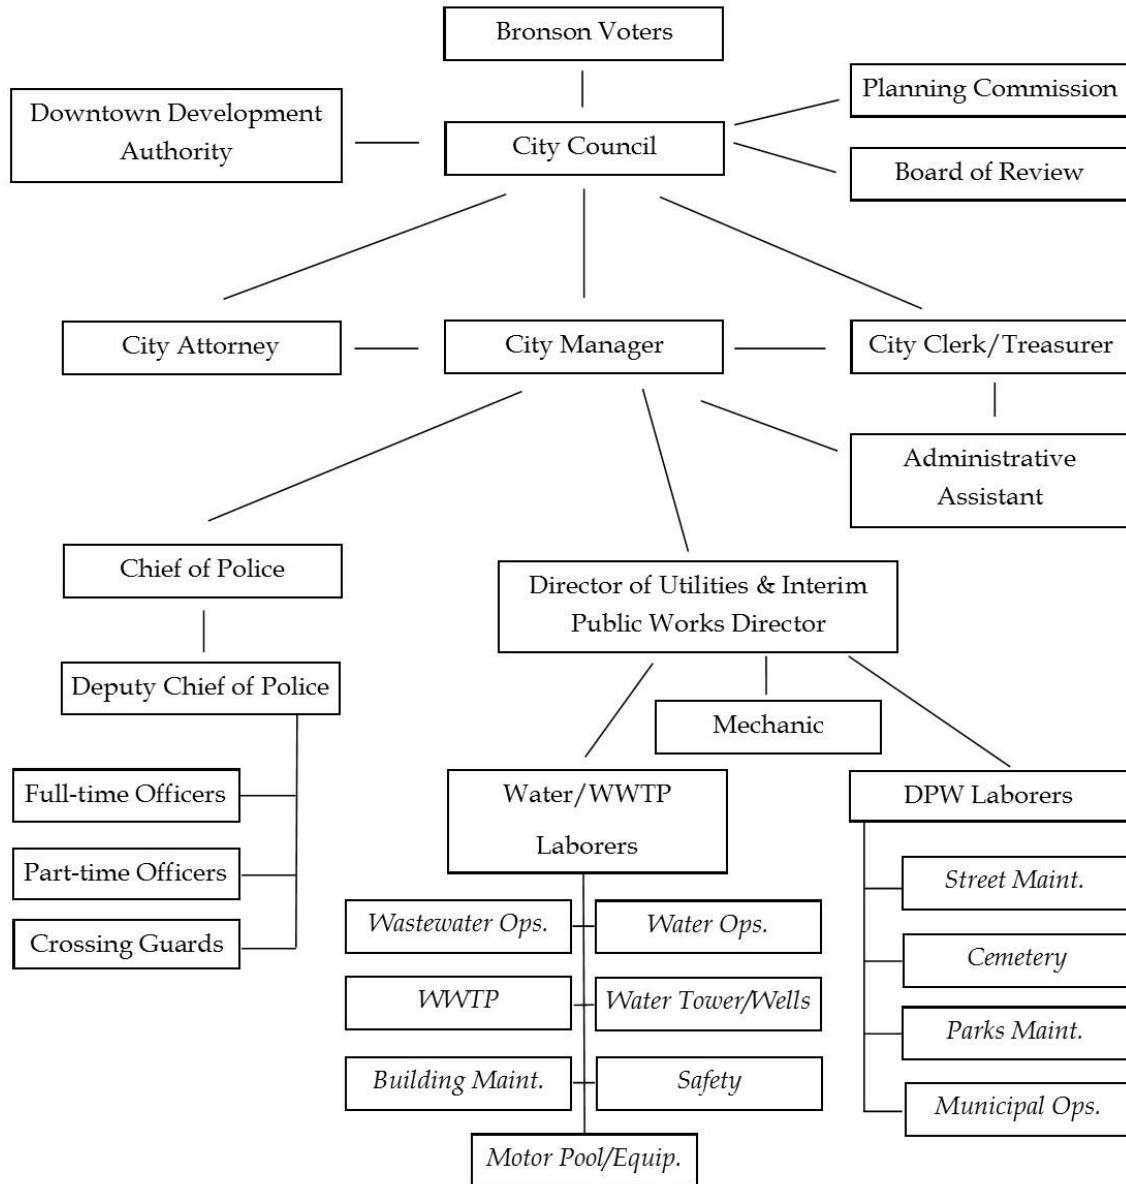 Bronson Voters
Downtown Development
Authority
City Council
Planning Commission
Board of Review
City Attorney
City Manager
City Clerk/Treasurer
Administrative
Assistant
Chief of Police
Director of Utilities & Interim
Public Works Director
Deputy Chief of Police
Mechanic
Full-time Officers
Part-time Officers
Crossing Guards
Water/WWTP
Laborers
DPW Laborers
Wastewater Ops.
Water Ops.
WWTP
Water Tower/Wells
Building Maint.
Safety
Motor Pool/Equip.
Street Maint.
Cemetery
Parks Maint.
Municipal Ops.